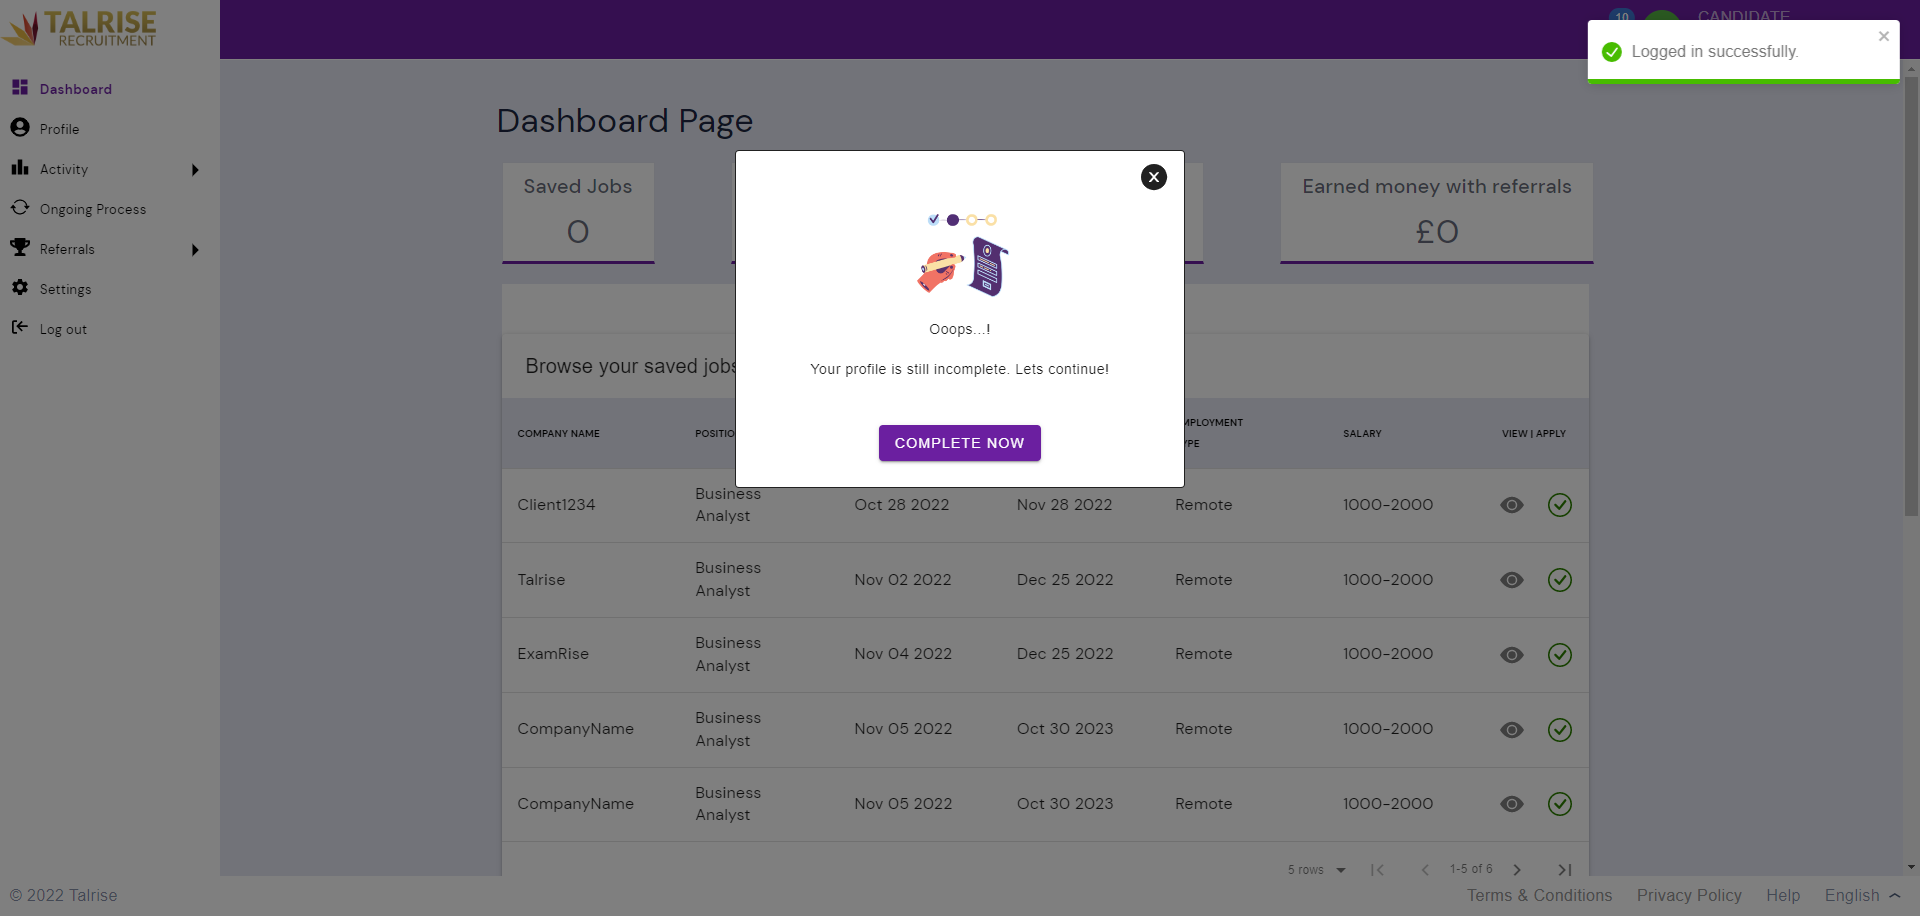 TALRISE
RECRUITMENT
10
CANDIDATE
Logged in successfully.
Dashboard
Profile
Activity
Ongoing Process
Referrals
Settings
Log out
Dashboard Page
Saved Jobs
0
Earned money with referrals
£0
X
Ooops...!
Your profile is still incomplete. Lets continue!
COMPLETE NOW
Browse your saved jobs
COMPANY NAME
SALARY
VIEW | APPLY
Client1234 Business Analyst Oct 28 2022 Nov 28 2022 Remote 1000-2000
Talrise Business Analyst Nov 02 2022 Dec 25 2022 Remote 1000-2000
ExamRise Business Analyst Nov 04 2022 Dec 25 2022 Remote 1000-2000
CompanyName Business Analyst Nov 05 2022 Oct 30 2023 Remote 1000-2000
CompanyName Business Analyst Nov 05 2022 Oct 30 2023 Remote 1000-2000
5 rows
1-5 of 6
© 2022 Talrise
Terms & Conditions
Privacy Policy
Help
English